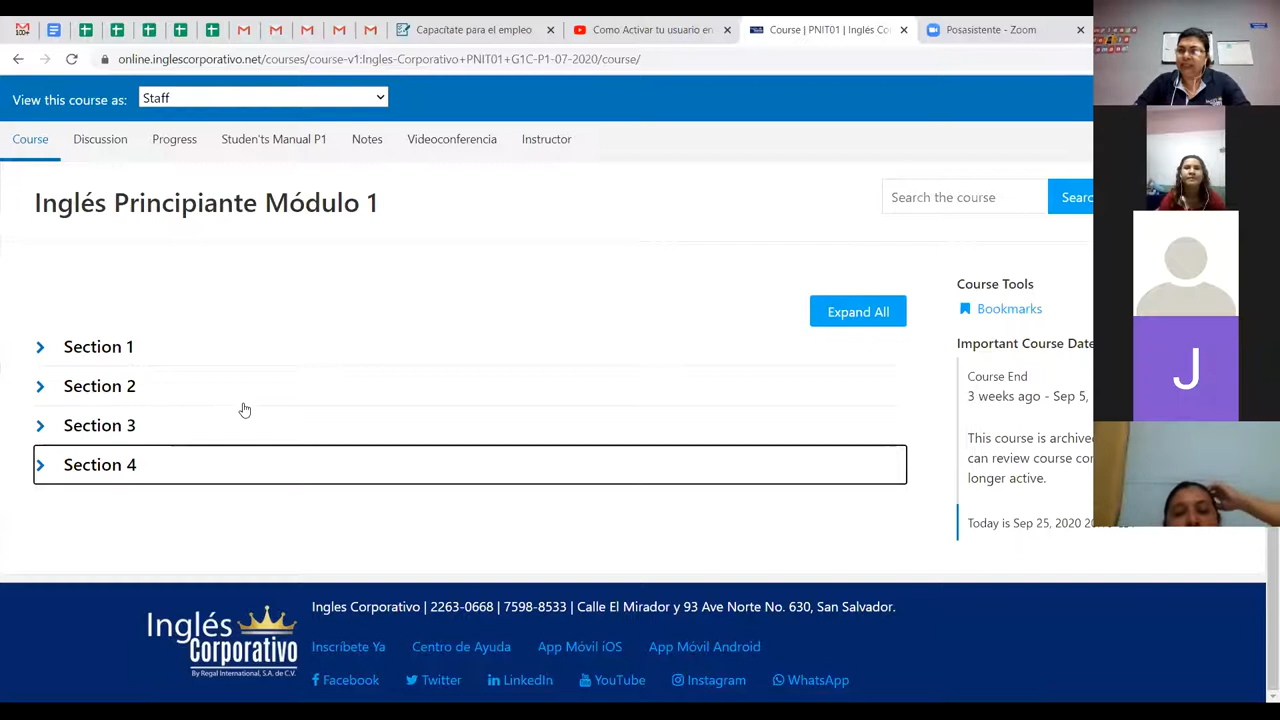 100+
Capacítate para el empleo
Como Activar tu usuario en
Course | PNIT01 | Inglés Co
Posasistente - Zoom
online.inglescorporativo.net/courses/course-v1:Ingles-Corporativo+PNIT01+G1C-P1-07-2020/course/
View this course as: Staff
Course Discussion Progress Studen'ts Manual P1 Notes Videoconferencia Instructor
Inglés Principiante Módulo 1
Search the course
Searc
Expand All
Section 1
Section 2
Section 3
Section 4
Course Tools
Bookmarks
Important Course Date
Course End
3 weeks ago - Sep 5,
This course is archive
can review course con
longer active.
Today is Sep 25, 2020
J
Inglés
Corporativo
By Regal International, S.A. de C.V.
Ingles Corporativo | 2263-0668 | 7598-8533 | Calle El Mirador y 93 Ave Norte No. 630, San Salvador.
Inscríbete Ya Centro de Ayuda App Móvil iOS App Móvil Android
Facebook Twitter LinkedIn YouTube Instagram WhatsApp